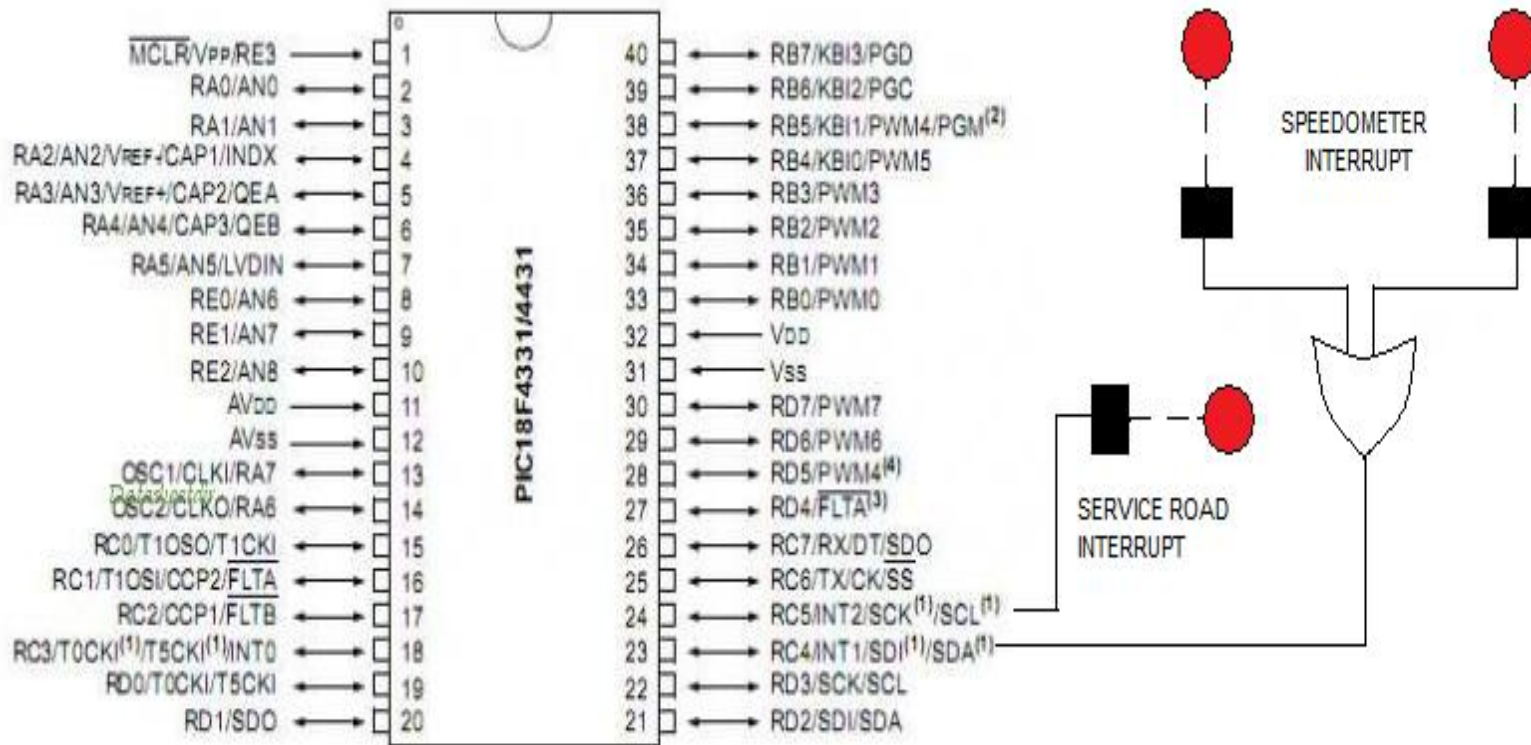 MCLR/VPP/RE3
RA0/AN0
RA1/AN1
RA2/AN2/VREF-/CAP1/INDX
RA3/AN3/VREF+/CAP2/QEA
RA4/AN4/CAP3/QEB
RA5/AN5/LVDIN
RE0/AN6
RE1/AN7
RE2/AN8
AVDD
AVSS
OSC1/CLKI/RA7
OSC2/CLKO/RA6
RC0/T1OSO/T1CKI
RC1/T1OSI/CCP2/FLTA
RC2/CCP1/FLTB
RC3/T0CKI(1)/T5CKI(1)/INT0
RD0/T0CKI/T5CKI
RD1/SDO
1
2
3
4
5
6
7
8
9
10
11
12
13
14
15
16
17
18
19
20
PIC18F4331/4431
40
39
38
37
36
35
34
33
32
31
30
29
28
27
26
25
24
23
22
21
RB7/KBI3/PGD
RB6/KBI2/PGC
RB5/KBI1/PWM4/PGM(2)
RB4/KBI0/PWM5
RB3/PWM3
RB2/PWM2
RB1/PWM1
RB0/PWM0
VDD
VSS
RD7/PWM7
RD6/PWM6
RD5/PWM4(4)
RD4/FLTA(3)
RC7/RX/DT/SDO
RC6/TX/CK/SS
RC5/INT2/SCK(1)/SCL(1)
RC4/INT1/SDI(1)/SDA(1)
RD3/SCK/SCL
RD2/SDI/SDA
SPEEDOMETER
INTERRUPT
SERVICE ROAD
INTERRUPT